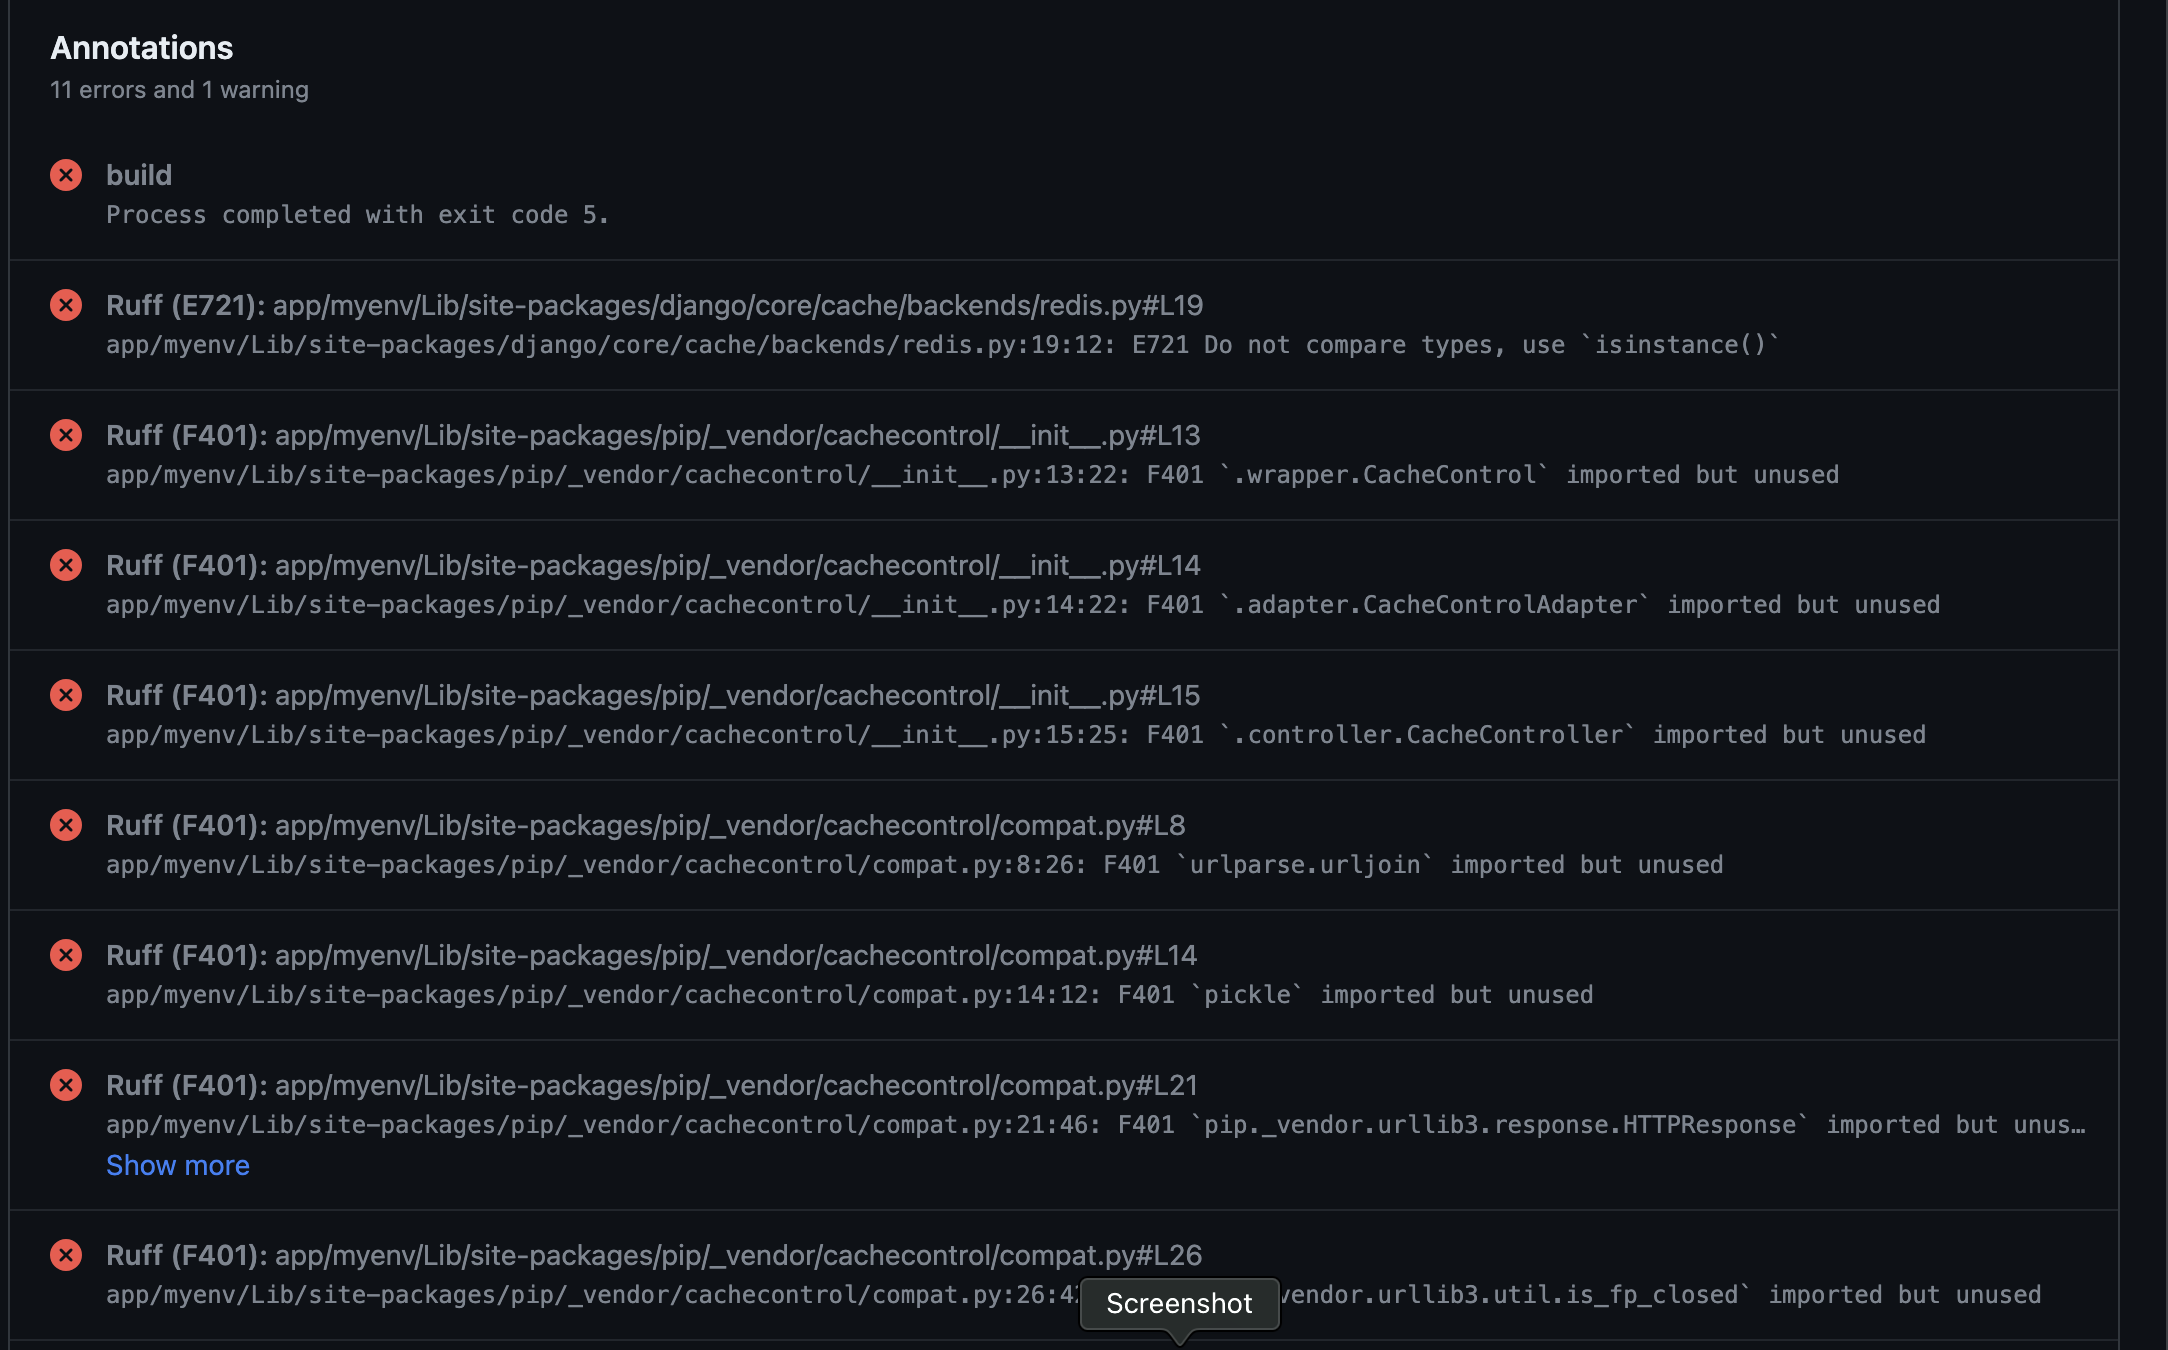 Annotations
11 errors and 1 warning
build
Process completed with exit code 5.
Ruff (E721): app/myenv/Lib/site-packages/django/core/cache/backends/redis.py#L19
app/myenv/Lib/site-packages/django/core/cache/backends/redis.py:19:12: E721 Do not compare types, use `isinstance()`
Ruff (F401): app/myenv/Lib/site-packages/pip/_vendor/cachecontrol/__init__.py#L13
app/myenv/Lib/site-packages/pip/_vendor/cachecontrol/__init__.py:13:22: F401 `.wrapper.CacheControl` imported but unused
Ruff (F401): app/myenv/Lib/site-packages/pip/_vendor/cachecontrol/__init__.py#L14
app/myenv/Lib/site-packages/pip/_vendor/cachecontrol/__init__.py:14:22: F401 `.adapter.CacheControlAdapter` imported but unused
Ruff (F401): app/myenv/Lib/site-packages/pip/_vendor/cachecontrol/__init__.py#L15
app/myenv/Lib/site-packages/pip/_vendor/cachecontrol/__init__.py:15:25: F401 `.controller.CacheController` imported but unused
Ruff (F401): app/myenv/Lib/site-packages/pip/_vendor/cachecontrol/compat.py#L8
app/myenv/Lib/site-packages/pip/_vendor/cachecontrol/compat.py:8:26: F401 `urlparse.urljoin` imported but unused
Ruff (F401): app/myenv/Lib/site-packages/pip/_vendor/cachecontrol/compat.py#L14
app/myenv/Lib/site-packages/pip/_vendor/cachecontrol/compat.py:14:12: F401 `pickle` imported but unused
Ruff (F401): app/myenv/Lib/site-packages/pip/_vendor/cachecontrol/compat.py#L21
app/myenv/Lib/site-packages/pip/_vendor/cachecontrol/compat.py:21:46: F401 `pip._vendor.urllib3.response.HTTPResponse` imported but unus…
Show more
Ruff (F401): app/myenv/Lib/site-packages/pip/_vendor/cachecontrol/compat.py#L26
app/myenv/Lib/site-packages/pip/_vendor/cachecontrol/compat.py:26:4 vendor.urllib3.util.is_fp_closed` imported but unused
Screenshot